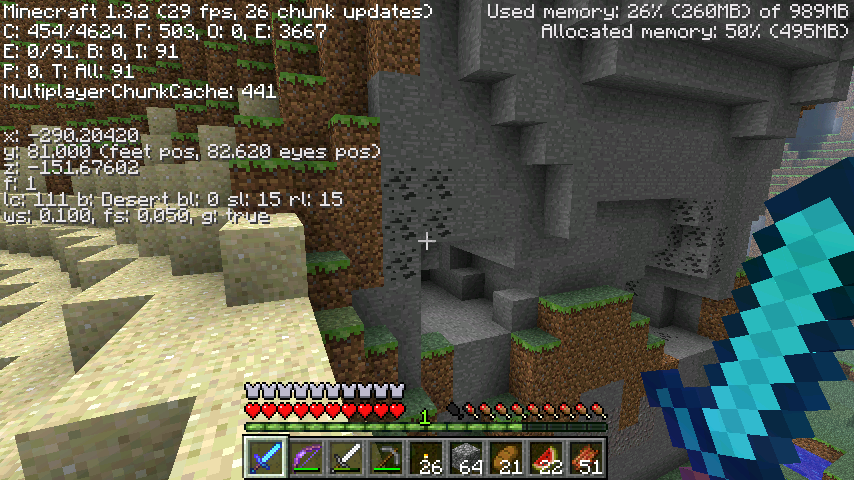 Minecraft 1.3.2 (29 fps, 26 chunk updates)
C: 454/4624. F: 503, O: 0, E: 3667
E: 0/91. B: 0, I: 91
P: 0. T: All: 91
MultiplayerChunkCache: 441
x: -290.20420
y: 81.000 (feet pos, 82.620 eyes pos)
z: -151.67602
f: 1
lc: 111 b: Desert bl: 0 sl: 15 rl: 15
ws: 0.100, fs: 0.050, g: true
Used memory: 26% (260MB) of 989MB
Allocated memory: 50% (495MB)
1
26 64 21 22 51